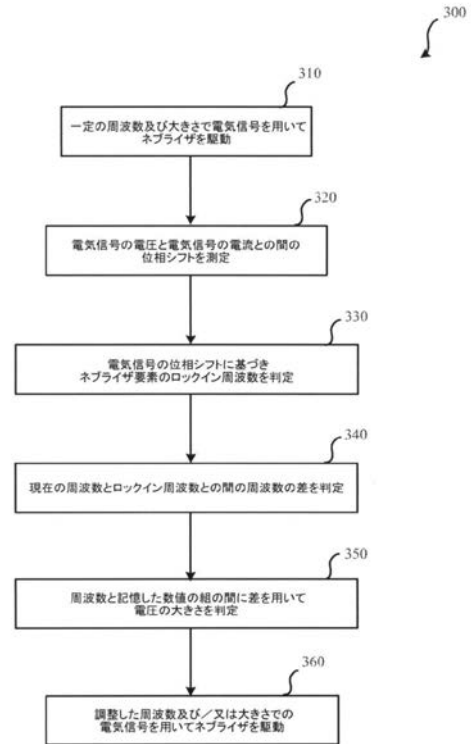 300
310
一定の周波数及び大きさで電気信号を用いて
ネブライザを駆動
320
電気信号の電圧と電気信号の電流との間の
位相シフトを測定
330
電気信号の位相シフトに基づき
ネブライザ要素のロックイン周波数を判定
340
現在の周波数とロックイン周波数との間の周波数の差を判定
350
周波数と記憶した数値の組の間に差を用いて
電圧の大きさを判定
360
調整した周波数及び/又は大きさでの
電気信号を用いてネブライザを駆動